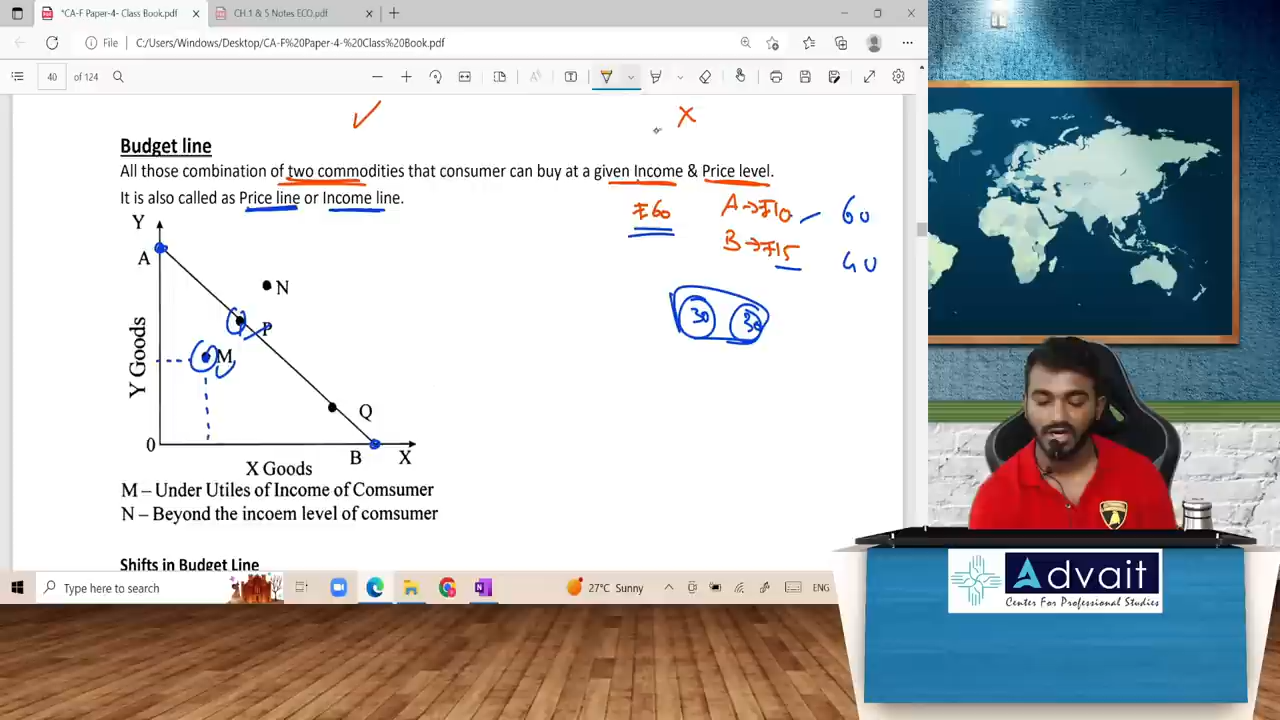 *CA-F Paper-4- Class Book.pdf
CH.1 & 5 Notes ECO.pdf
File
C:/Users/Windows/Desktop/CA-F%20Paper-4-%20Class%20Book.pdf
40 of 124
✓ X
Budget line
All those combination of two commodities that consumer can buy at a given Income & Price level.
It is also called as Price line or Income line.
₹60
A → ₹10 60
B → ₹15 40
30 30
Y
A
N
P
M
Y Goods
Q
0
B X
X Goods
M – Under Utiles of Income of Comsumer
N – Beyond the incoem level of comsumer
Shifts in Budget Line
Type here to search
27°C Sunny
ENG
Advait
Center For Professional Studies